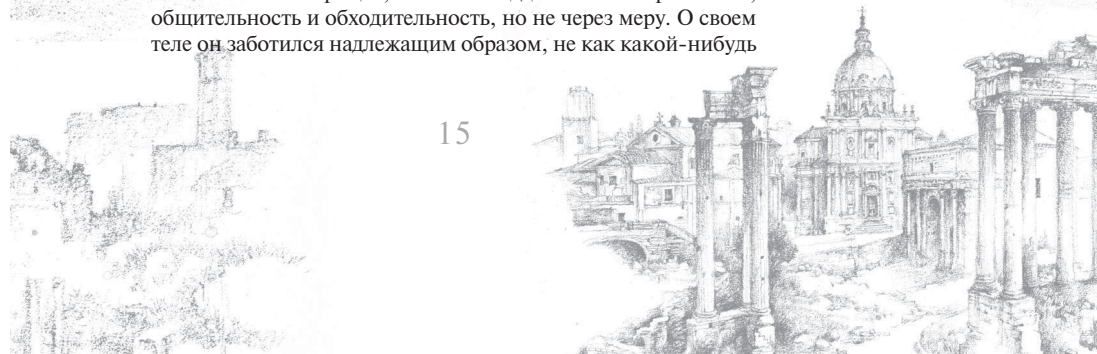 общительность и обходительность, но не через меру. О своем
теле он заботился надлежащим образом, не как какой-нибудь
15